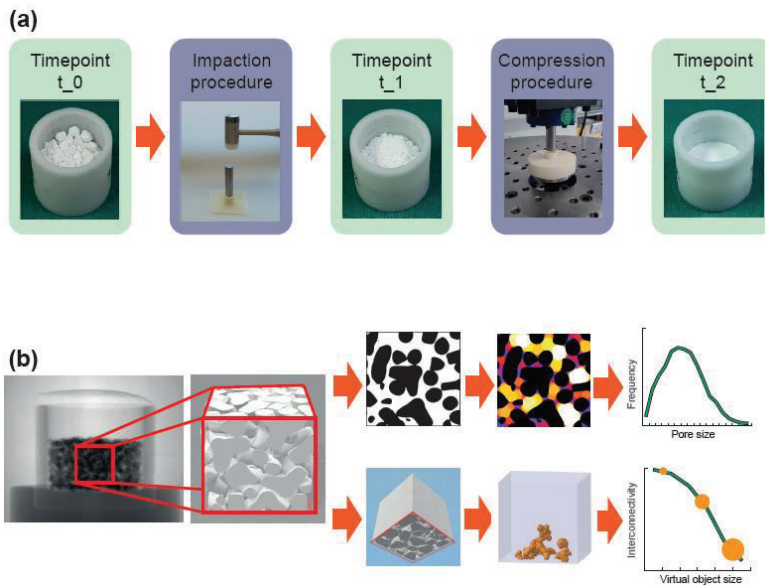 (a)
Timepoint
t_0
Impaction
procedure
Timepoint
t_1
Compression
procedure
Timepoint
t_2
(b)
Frequency
Pore size
Interconnectivity
Virtual object size